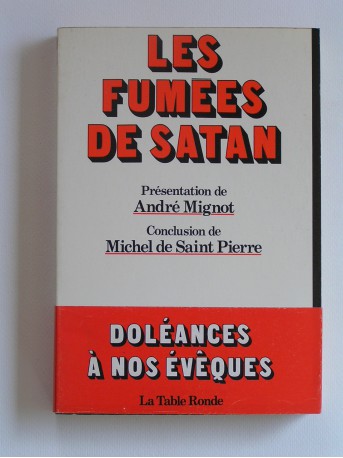 LES
FUMEES
DE SATAN
Présentation de
André Mignot
Conclusion de
Michel de Saint Pierre
DOLÉANCES
À NOS ÉVÊQUES
La Table Ronde